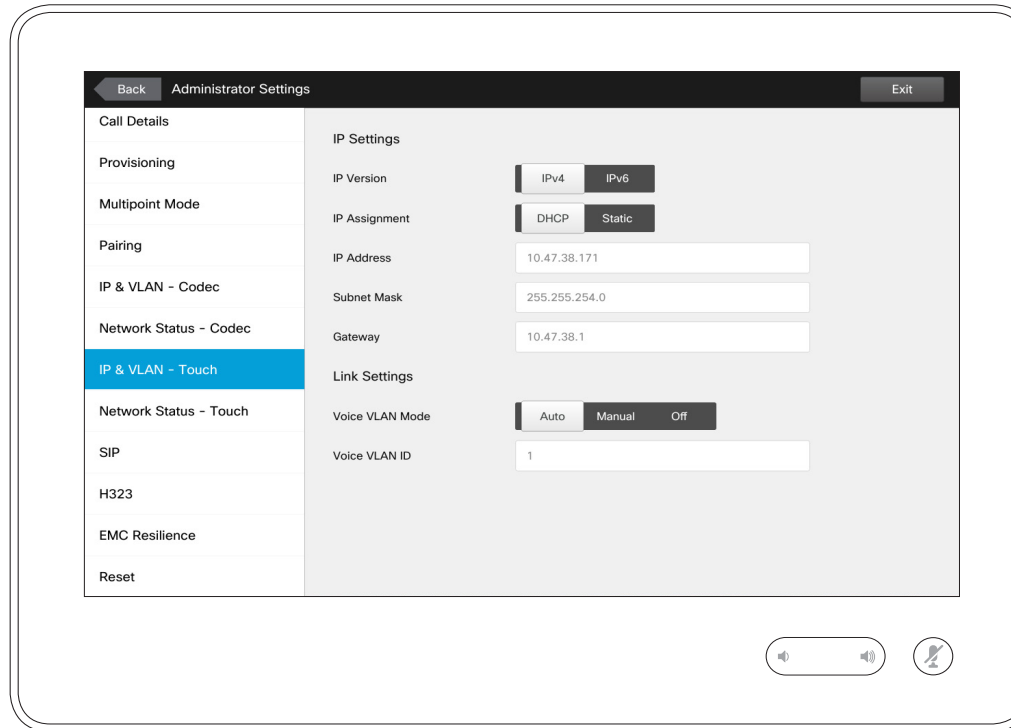 Back Administrator Settings Exit
Call Details
Provisioning
Multipoint Mode
Pairing
IP & VLAN - Codec
Network Status - Codec
IP & VLAN - Touch
Network Status - Touch
SIP
H323
EMC Resilience
Reset
IP Settings
IP Version IPv4 IPv6
IP Assignment DHCP Static
IP Address 10.47.38.171
Subnet Mask 255.255.254.0
Gateway 10.47.38.1
Link Settings
Voice VLAN Mode Auto Manual Off
Voice VLAN ID 1